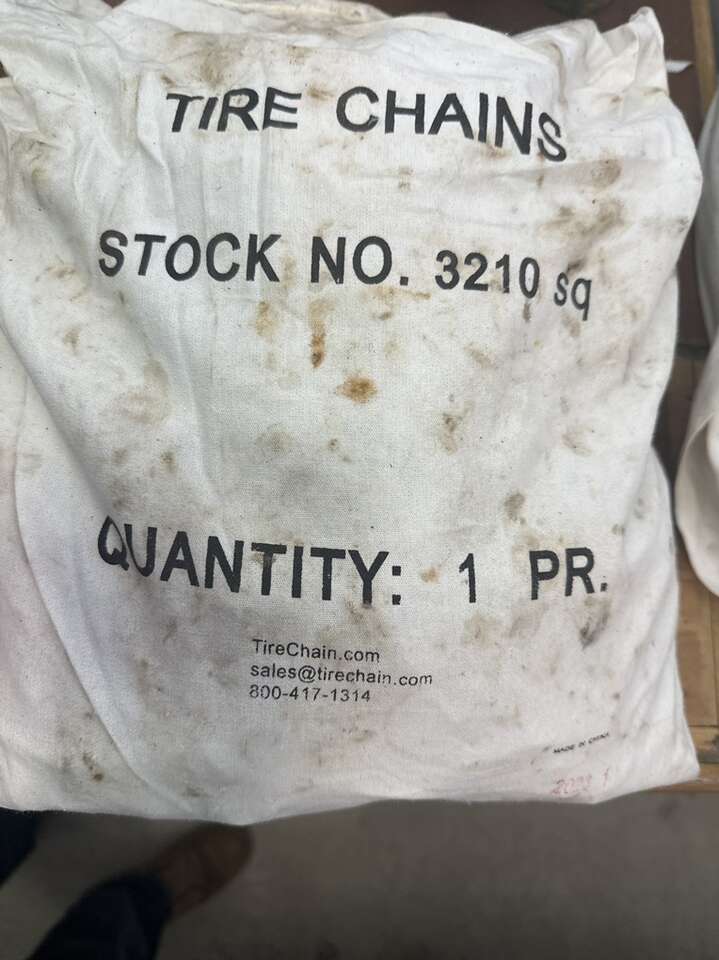 TIRE CHAINS
STOCK NO. 3210 sq
QUANTITY: 1 PR.
TireChain.com
sales@tirechain.com
800-417-1314
MADE IN CHINA